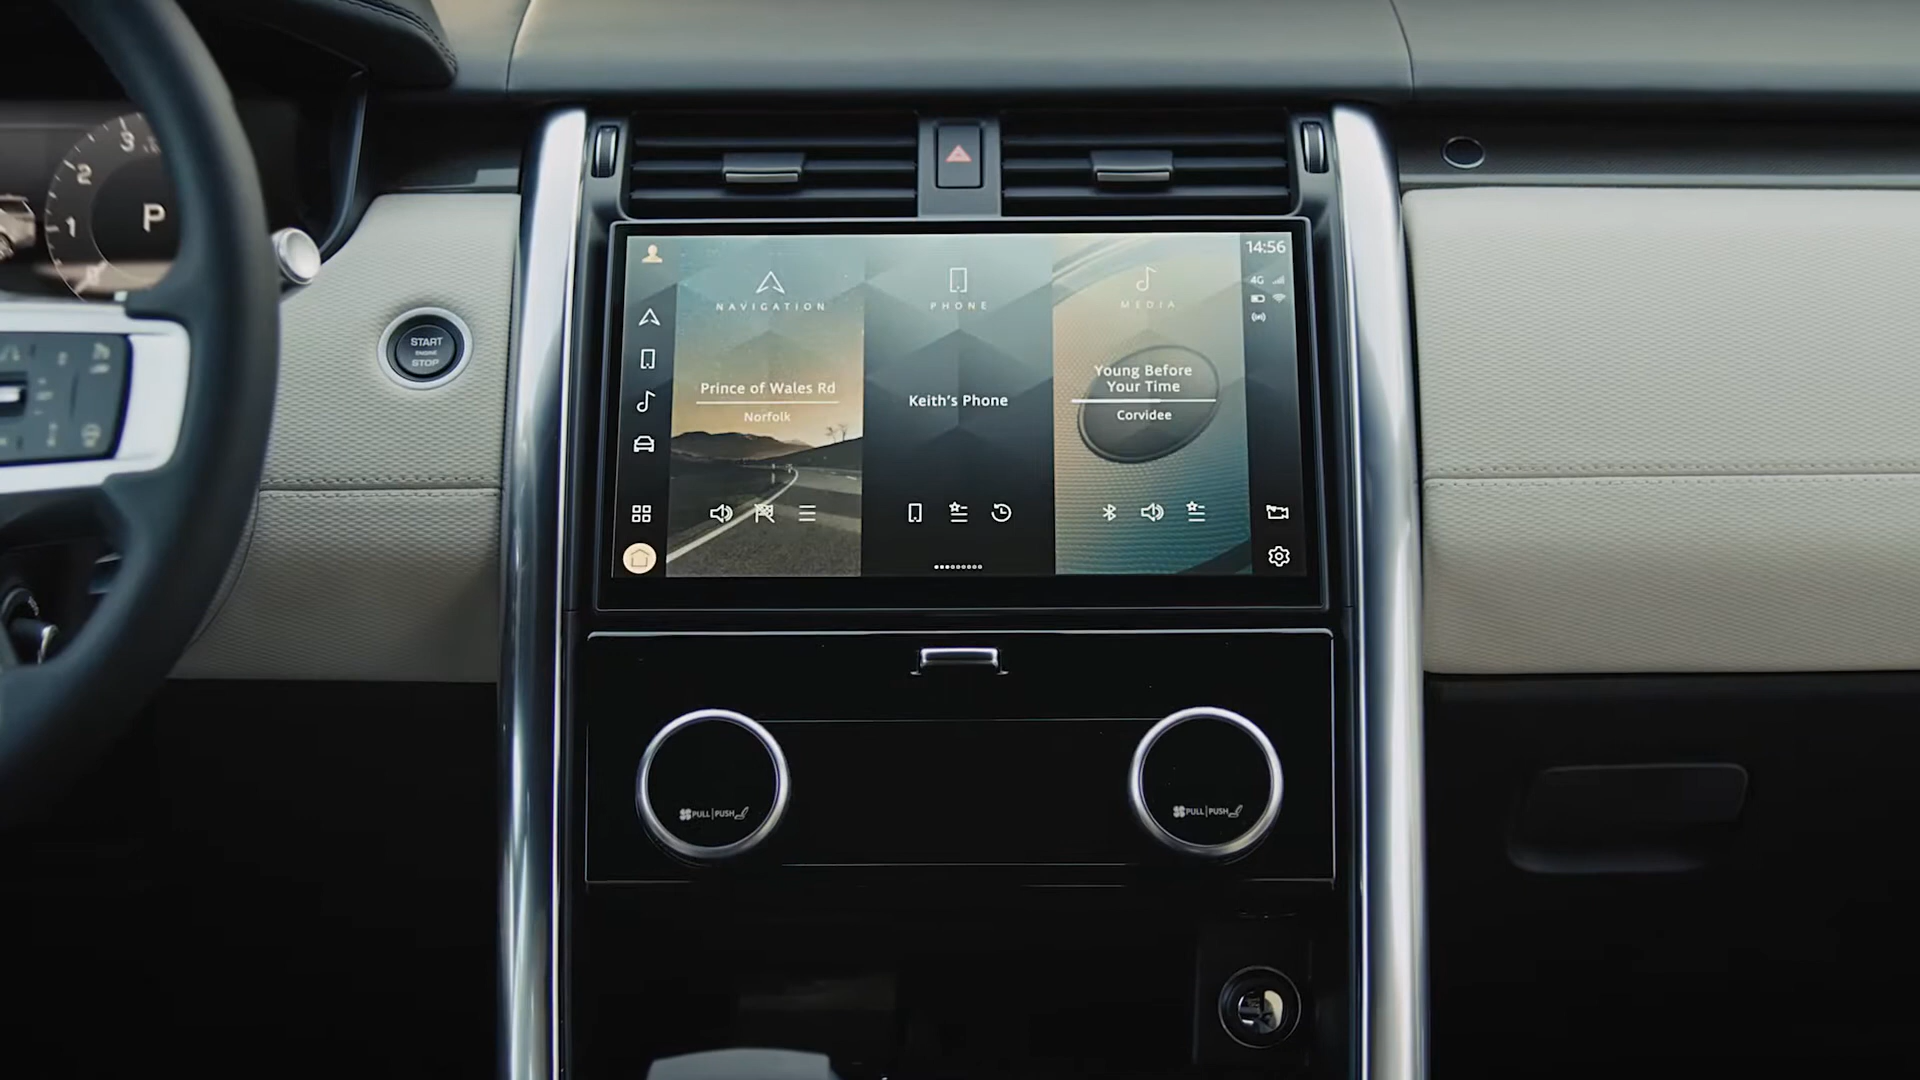 3
2
1
P
START
ENGINE
STOP
14:56
4G
NAVIGATION
Prince of Wales Rd
Norfolk
PHONE
Keith's Phone
MEDIA
Young Before
Your Time
Corvidee
PULL|PUSH
PULL|PUSH